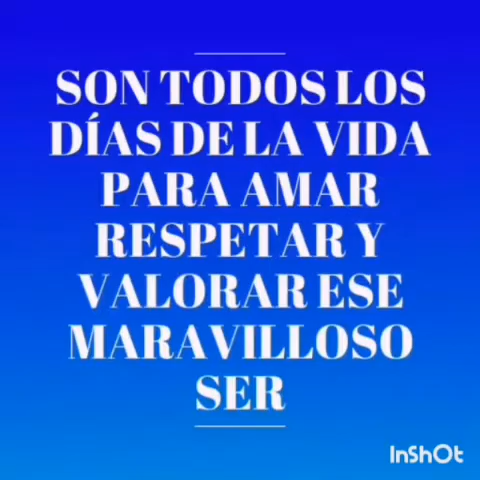 SON TODOS LOS
DÍAS DE LA VIDA
PARA AMAR
RESPETAR Y
VALORAR ESE
MARAVILLOSO
SER
InShOt